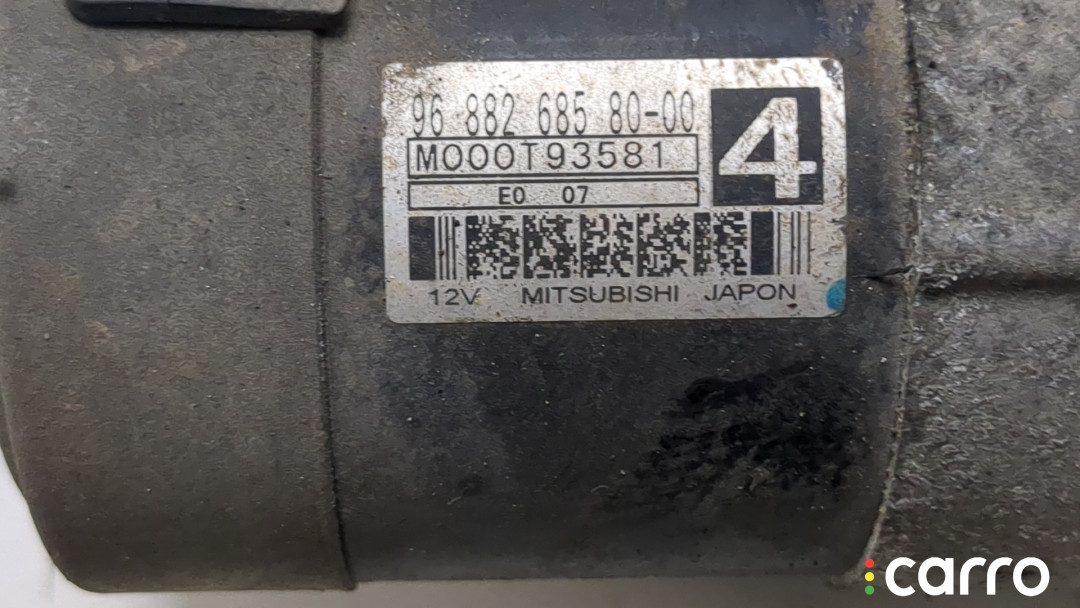 96 882 685 80-00
4
M000T93581
E0 07
12V MITSUBISHI JAPON
carro